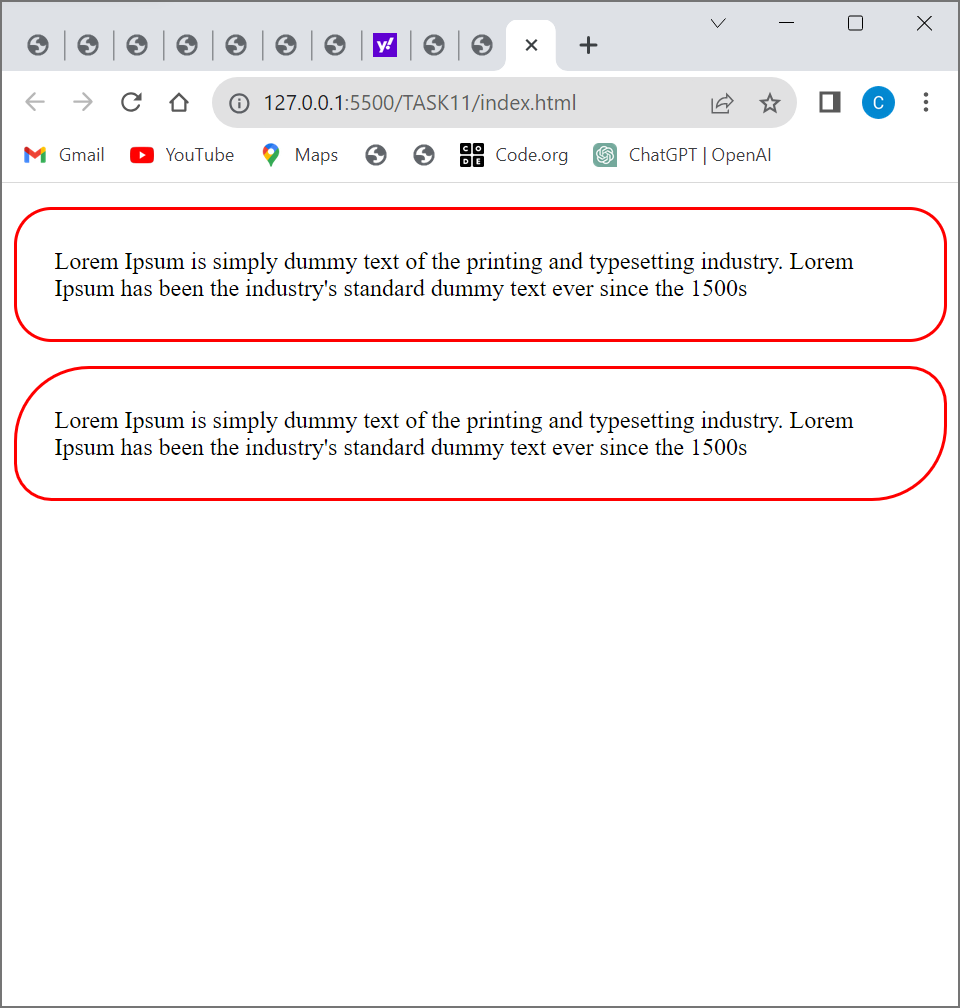 y!
127.0.0.1:5500/TASK11/index.html
C
Gmail YouTube Maps CODE Code.org ChatGPT | OpenAI
Lorem Ipsum is simply dummy text of the printing and typesetting industry. Lorem
Ipsum has been the industry's standard dummy text ever since the 1500s
Lorem Ipsum is simply dummy text of the printing and typesetting industry. Lorem
Ipsum has been the industry's standard dummy text ever since the 1500s